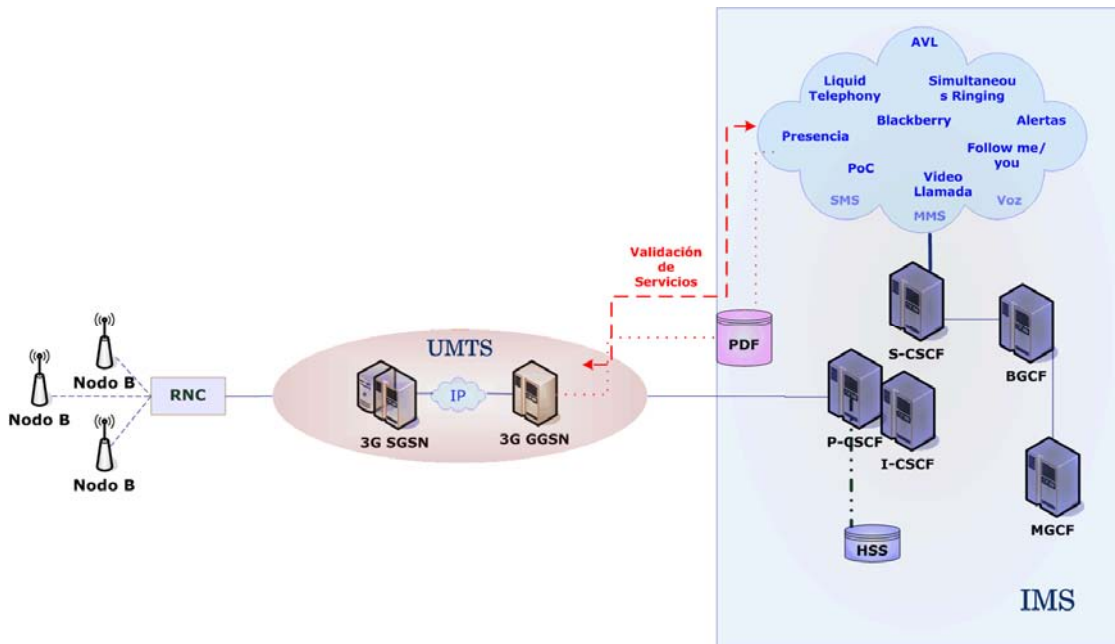 AVL
Liquid
Telephony
Simultaneou
s Ringing
Blackberry
Alertas
Presencia
Follow me/
you
PoC
Video
Llamada
SMS
MMS
Voz
Validación
de
Servicios
PDF
S-CSCF
BGCF
UMTS
Nodo B
Nodo B
Nodo B
RNC
IP
3G SGSN
3G GGSN
P-CSCF
I-CSCF
MGCF
HSS
IMS